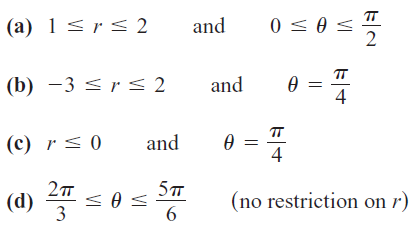 (a) 1 ≤ r ≤ 2 and 0 ≤ θ ≤ π/2
(b) −3 ≤ r ≤ 2 and θ = π/4
(c) r ≤ 0 and θ = π/4
(d) 2π/3 ≤ θ ≤ 5π/6 (no restriction on r)